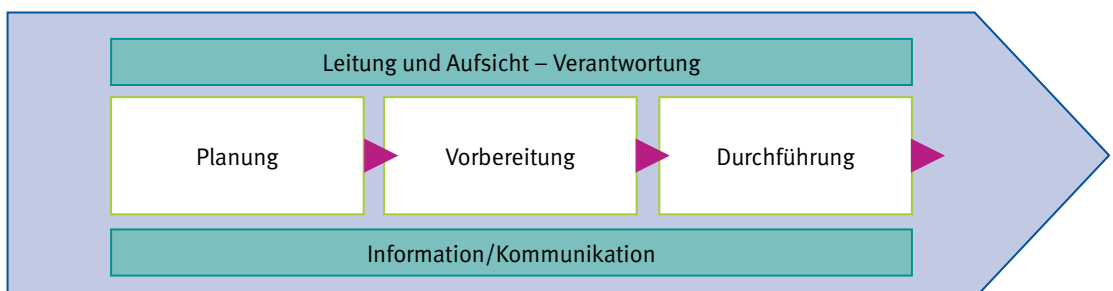 Leitung und Aufsicht – Verantwortung
Planung
Vorbereitung
Durchführung
Information/Kommunikation